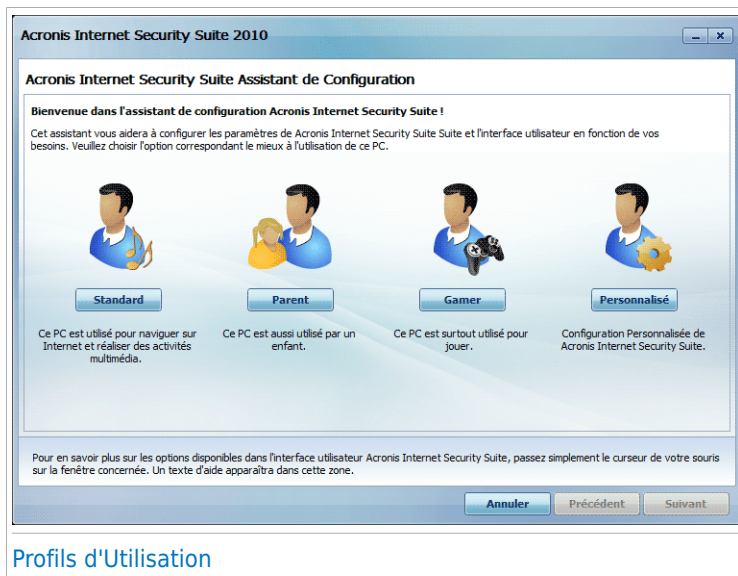 Acronis Internet Security Suite 2010
Acronis Internet Security Suite Assistant de Configuration
Bienvenue dans l'assistant de configuration Acronis Internet Security Suite !
Cet assistant vous aidera à configurer les paramètres de Acronis Internet Security Suite Suite et l'interface utilisateur en fonction de vos
besoins. Veuillez choisir l'option correspondant le mieux à l'utilisation de ce PC.
Standard
Parent
Gamer
Personnalisé
Ce PC est utilisé pour naviguer sur
Internet et réaliser des activités
multimédia.
Ce PC est aussi utilisé par un
enfant.
Ce PC est surtout utilisé pour
jouer.
Configuration Personnalisée de
Acronis Internet Security Suite.
Pour en savoir plus sur les options disponibles dans l'interface utilisateur Acronis Internet Security Suite, passez simplement le curseur de votre souris
sur la fenêtre concernée. Un texte d'aide apparaîtra dans cette zone.
Annuler
Précédent
Suivant
Profils d'Utilisation